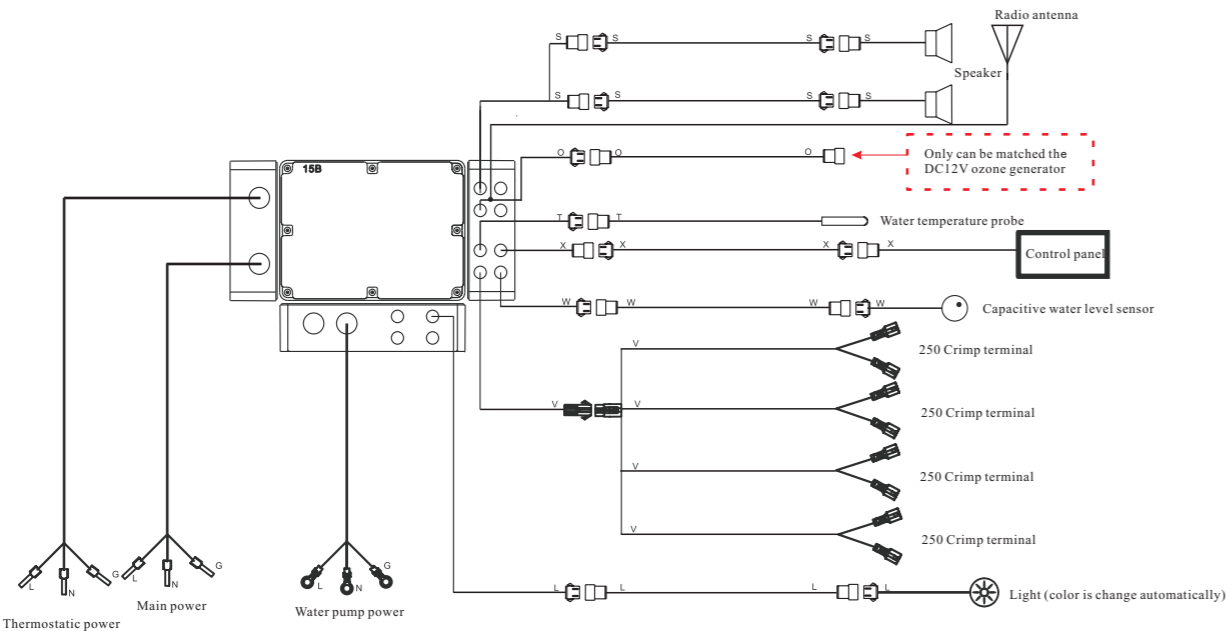 Radio antenna
S S S S
Speaker
S S S S
O O O
Only can be matched the
DC12V ozone generator
15B
T T
Water temperature probe
X X X X
Control panel
W W W W
Capacitive water level sensor
V
250 Crimp terminal
V V
250 Crimp terminal
V
250 Crimp terminal
V
250 Crimp terminal
L N G
Thermostatic power
L N G
Main power
L N G
Water pump power
L L L L
Light (color is change automatically)